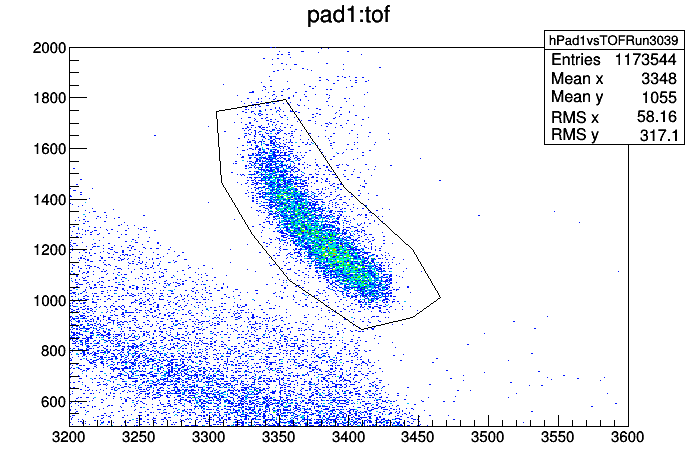 pad1:tof
hPad1vsTOFRun3039
Entries 1173544
Mean x 3348
Mean y 1055
RMS x 58.16
RMS y 317.1
2000
1800
1600
1400
1200
1000
800
600
3200 3250 3300 3350 3400 3450 3500 3550 3600